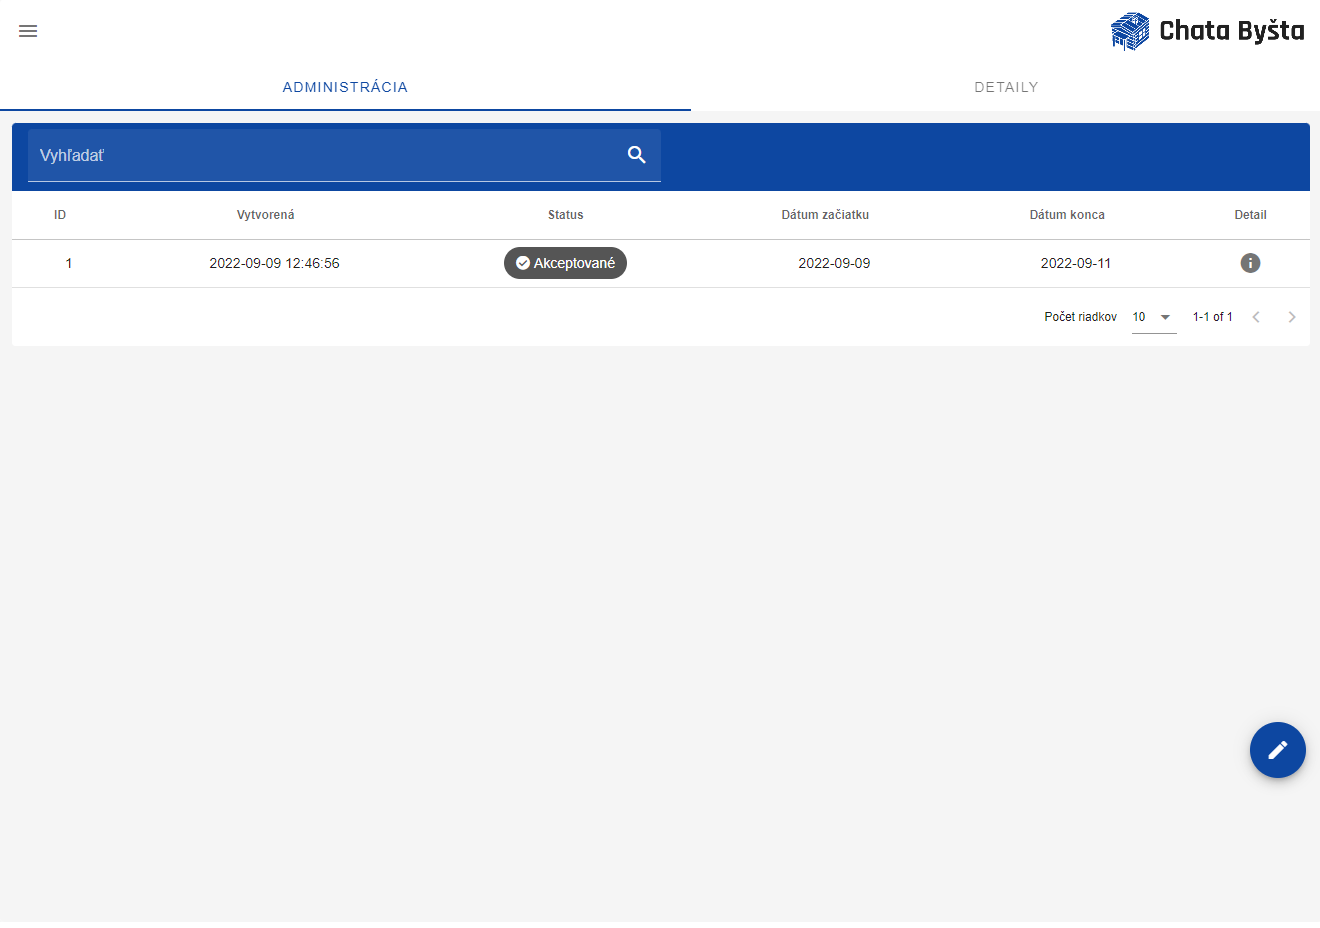 Chata Byšta
ADMINISTRÁCIA DETAILY
Vyhľadať
ID Vytvorená Status Dátum začiatku Dátum konca Detail
1 2022-09-09 12:46:56 Akceptované 2022-09-09 2022-09-11
Počet riadkov 10 1-1 of 1